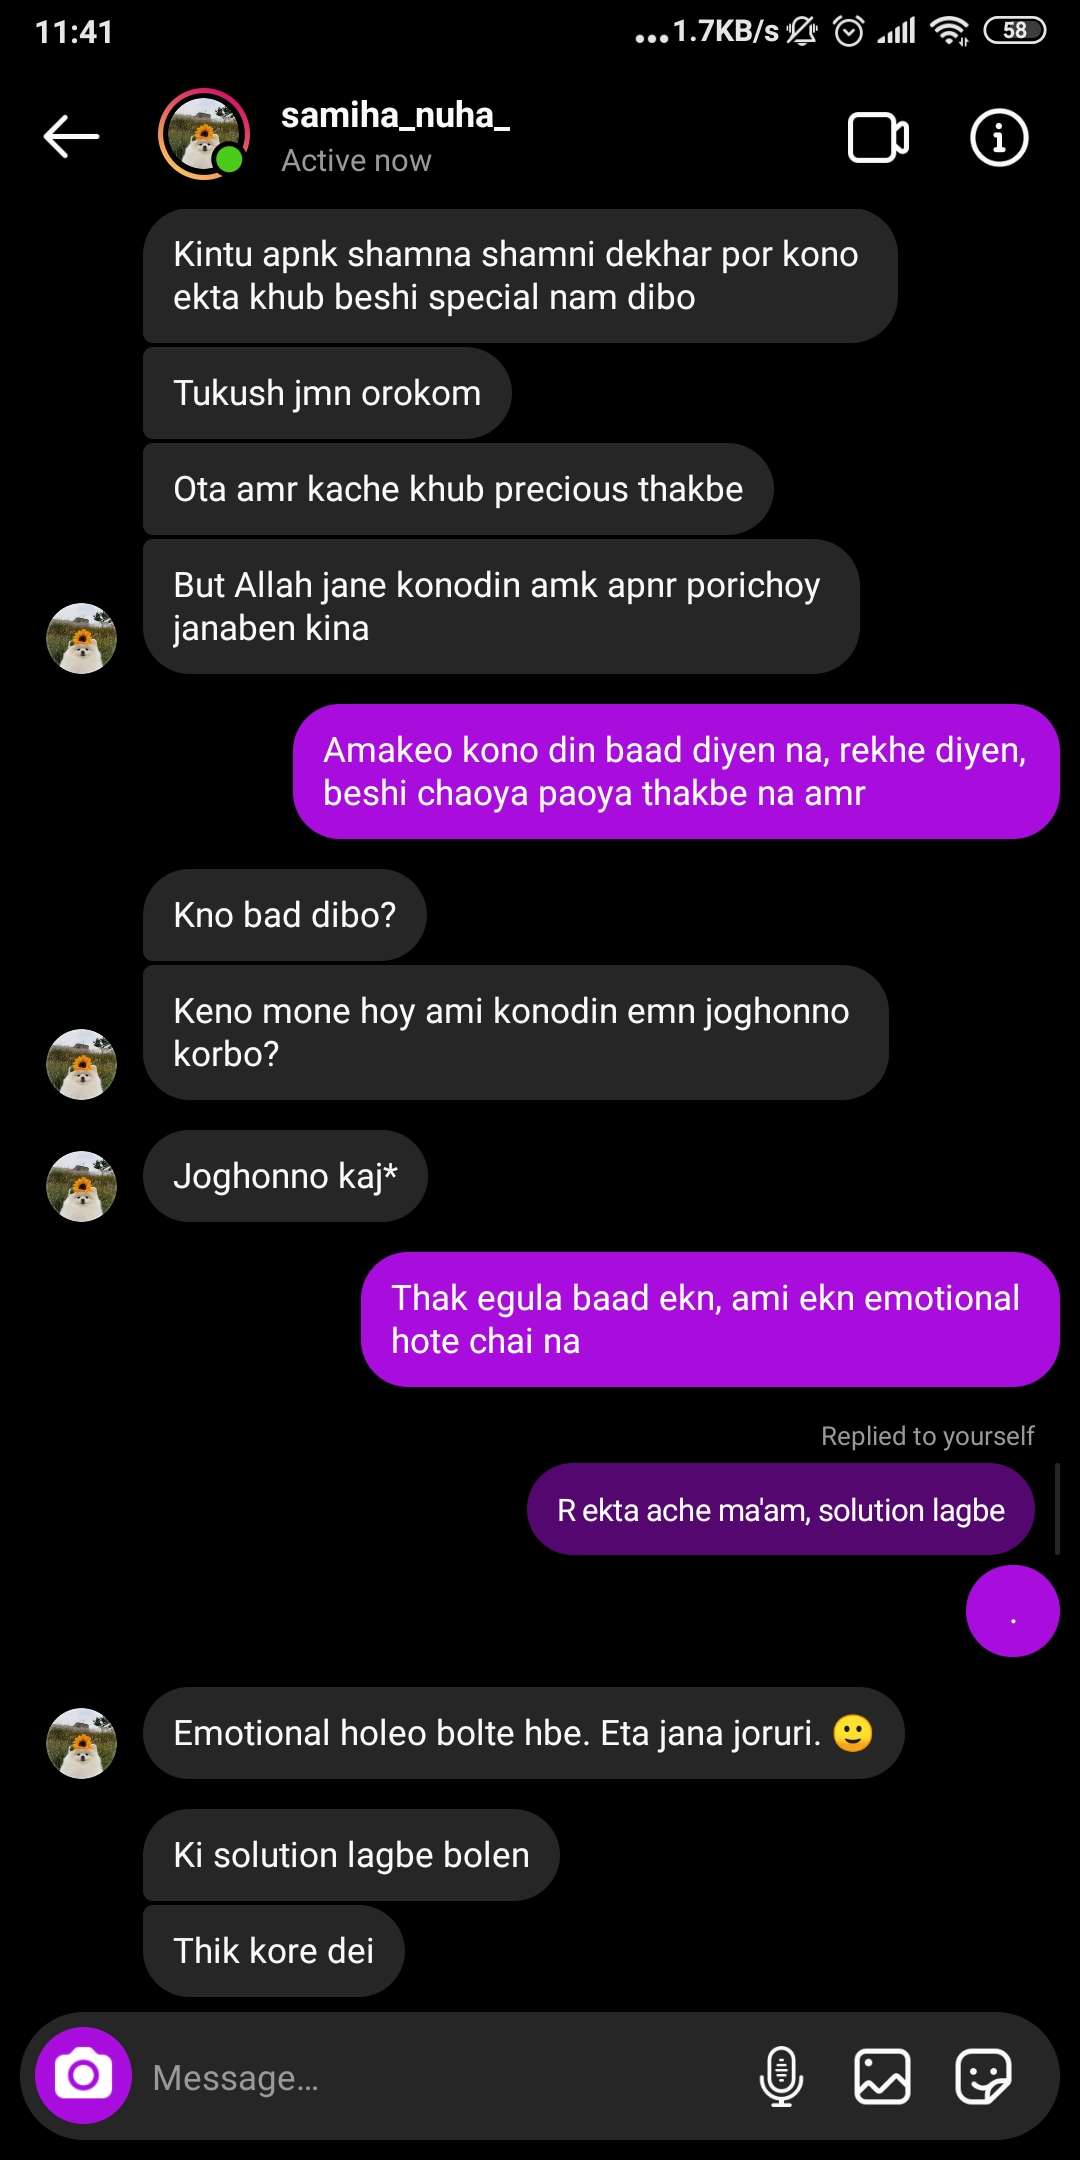 11:41
...1.7KB/s
58
samiha_nuha_
Active now
Kintu apnk shamna shamni dekhar por kono
ekta khub beshi special nam dibo
Tukush jmn orokom
Ota amr kache khub precious thakbe
But Allah jane konodin amk apnr porichoy
janaben kina
Amakeo kono din baad diyen na, rekhe diyen,
beshi chaoya paoya thakbe na amr
Kno bad dibo?
Keno mone hoy ami konodin emn joghonno
korbo?
Joghonno kaj*
Thak egula baad ekn, ami ekn emotional
hote chai na
Replied to yourself
R ekta ache ma'am, solution lagbe
.
Emotional holeo bolte hbe. Eta jana joruri. 🙂
Ki solution lagbe bolen
Thik kore dei
Message...